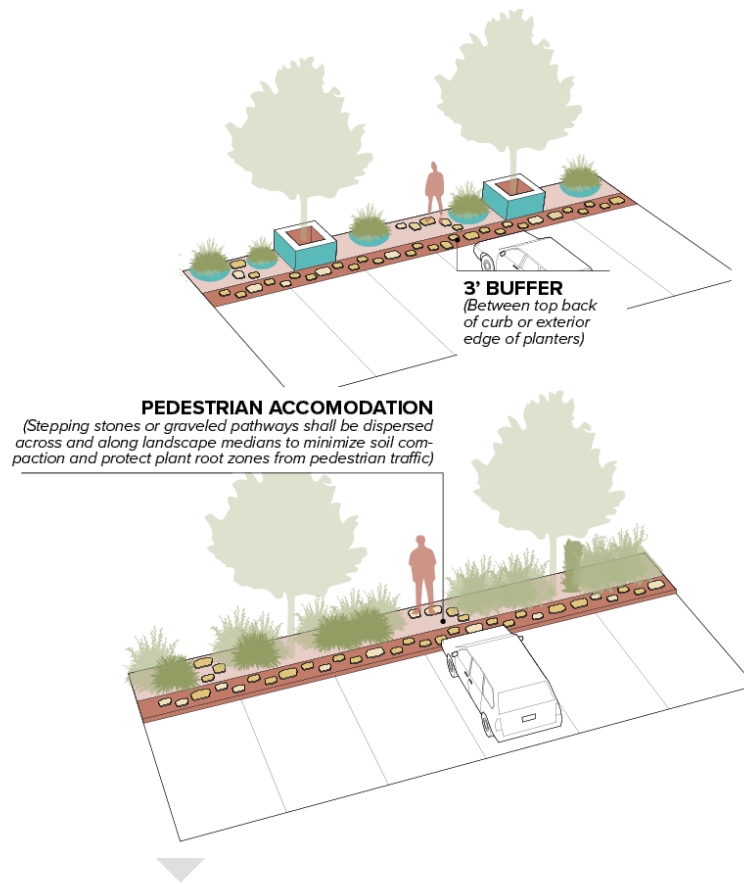 3’ BUFFER
(Between top back
of curb or exterior
edge of planters)
PEDESTRIAN ACCOMODATION
(Stepping stones or graveled pathways shall be dispersed
across and along landscape medians to minimize soil com-
paction and protect plant root zones from pedestrian traffic)